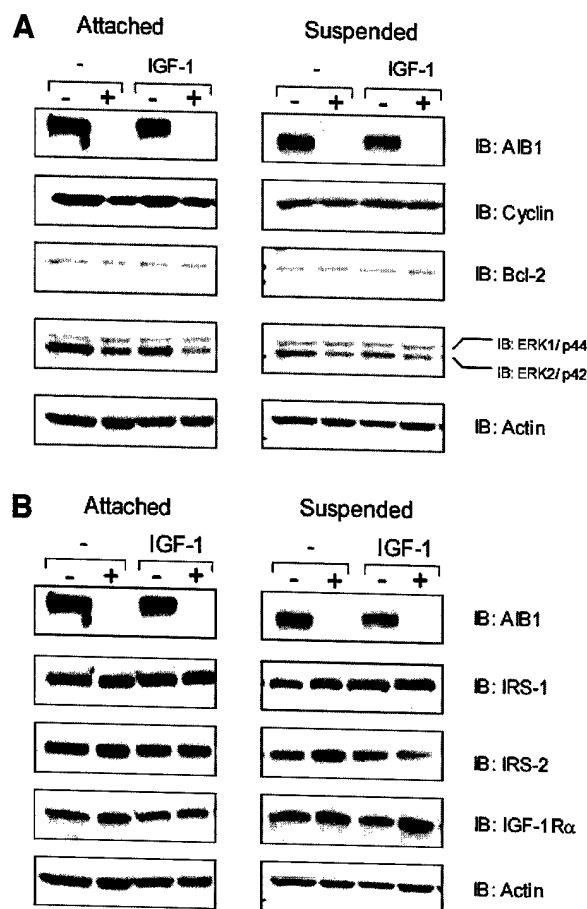 A
Attached Suspended
- IGF-1 - IGF-1
- + - + - + - +
IB: AIB1
IB: Cyclin
IB: Bcl-2
IB: ERK1/p44
IB: ERK2/p42
IB: Actin
B
Attached Suspended
- IGF-1 - IGF-1
- + - + - + - +
IB: AIB1
IB: IRS-1
IB: IRS-2
IB: IGF-1Rα
IB: Actin